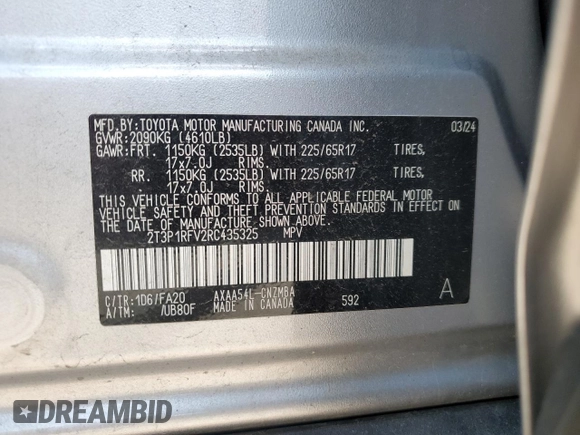 MFD.BY:TOYOTA MOTOR MANUFACTURING CANADA INC. 03/24
GVWR:2090KG (4610LB)
GAWR:FRT. 1150KG (2535LB) WITH 225/65R17 TIRES,
17x7.0J RIMS.
RR. 1150KG (2535LB) WITH 225/65R17 TIRES,
17x7.0J RIMS.
THIS VEHICLE CONFORMS TO ALL APPLICABLE FEDERAL MOTOR
VEHICLE SAFETY AND THEFT PREVENTION STANDARDS IN EFFECT ON
THE DATE OF MANUFACTURE SHOWN ABOVE.
2T3P1RFV2RC435325 MPV
C/TR:1D6/FA20 AXAA54L-CNZMBA 592 A
A/TM: /UB80F MADE IN CANADA
DREAMBID